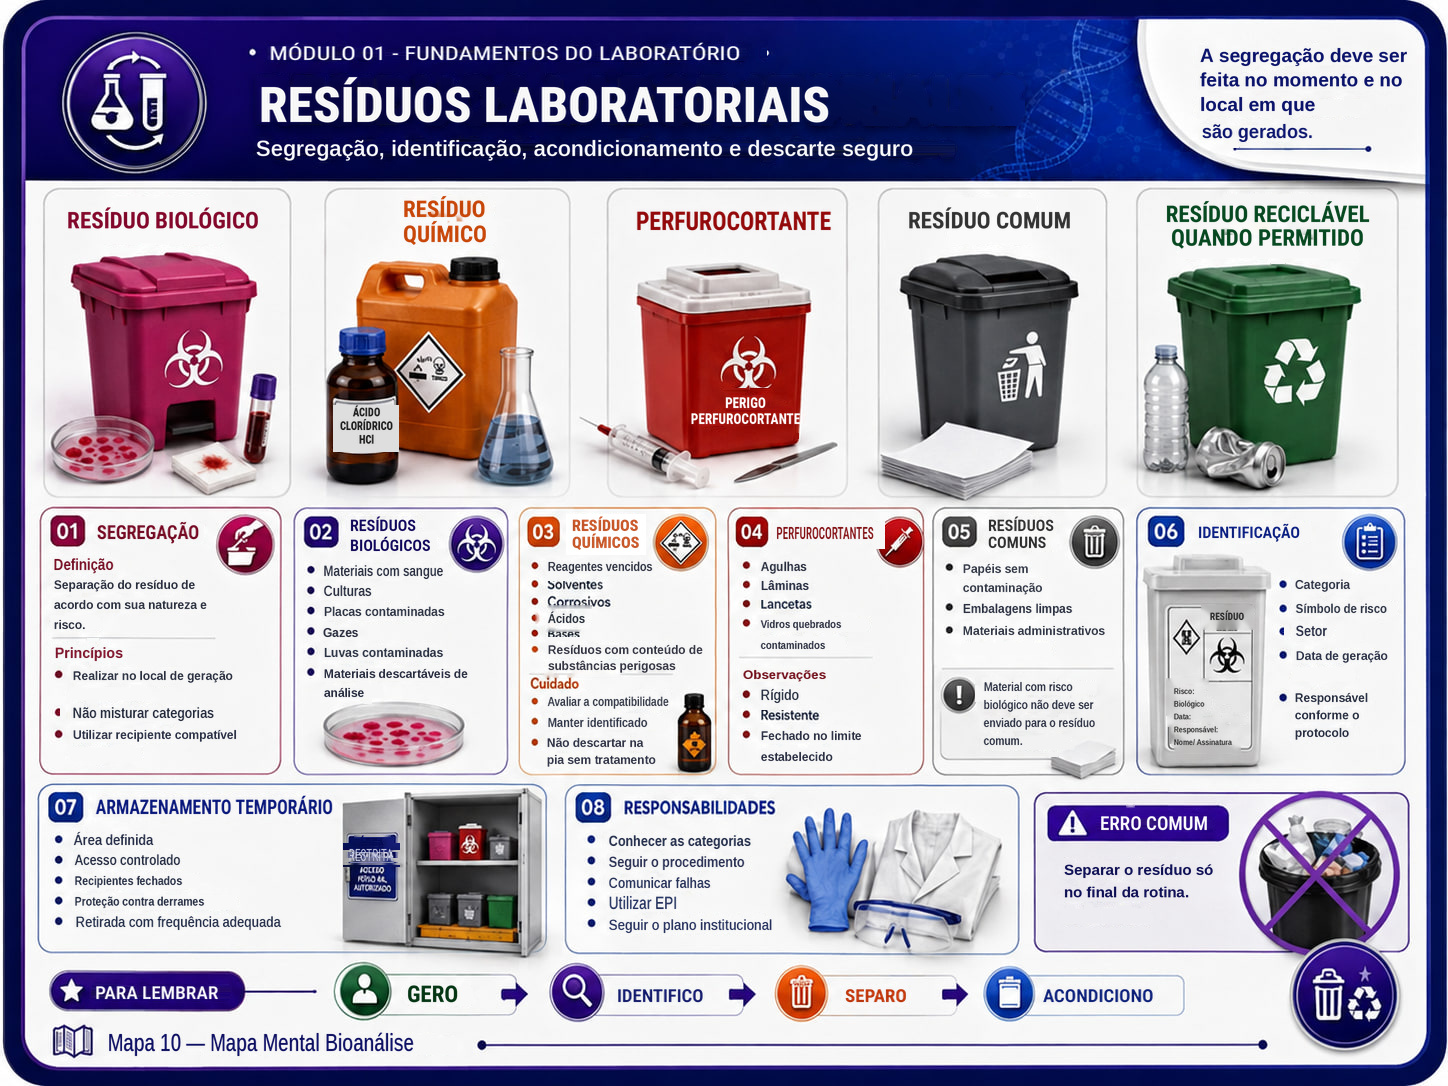 • MÓDULO 01 - FUNDAMENTOS DO LABORATÓRIO
RESÍDUOS LABORATORIAIS
Segregação, identificação, acondicionamento e descarte seguro
A segregação deve ser
feita no momento e no
local em que
são gerados.
RESÍDUO BIOLÓGICO
RESÍDUO
QUÍMICO
ÁCIDO
CLORÍDRICO
HCl
PERFUROCORTANTE
PERIGO
PERFUROCORTANTE
RESÍDUO COMUM
RESÍDUO RECICLÁVEL
QUANDO PERMITIDO
01 SEGREGAÇÃO
Definição
Separação do resíduo de
acordo com sua natureza e
risco.
Princípios
• Realizar no local de geração
• Não misturar categorias
• Utilizar recipiente compatível
02 RESÍDUOS
BIOLÓGICOS
• Materiais com sangue
• Culturas
• Placas contaminadas
• Gazes
• Luvas contaminadas
• Materiais descartáveis de
análise
03 RESÍDUOS
QUÍMICOS
• Reagentes vencidos
• Solventes
• Corrosivos
• Ácidos
• Bases
• Resíduos com conteúdo de
substâncias perigosas
Cuidado
• Avaliar a compatibilidade
• Manter identificado
• Não descartar na
pia sem tratamento
04 PERFUROCORTANTES
• Agulhas
• Lâminas
• Lancetas
• Vidros quebrados
contaminados
Observações
• Rígido
• Resistente
• Fechado no limite
estabelecido
05 RESÍDUOS
COMUNS
• Papéis sem
contaminação
• Embalagens limpas
• Materiais administrativos
Material com risco
biológico não deve ser
enviado para o resíduo
comum.
06 IDENTIFICAÇÃO
RESÍDUO
Risco:
Biológico
Data:
Responsável:
Nome/ Assinatura
• Categoria
• Símbolo de risco
• Setor
• Data de geração
• Responsável
conforme o
protocolo
07 ARMAZENAMENTO TEMPORÁRIO
• Área definida
• Acesso controlado
• Recipientes fechados
• Proteção contra derrames
• Retirada com frequência adequada
AUTORIZADO
08 RESPONSABILIDADES
• Conhecer as categorias
• Seguir o procedimento
• Comunicar falhas
• Utilizar EPI
• Seguir o plano institucional
ERRO COMUM
Separar o resíduo só
no final da rotina.
PARA LEMBRAR
GERO
IDENTIFICO
SEPARO
ACONDICIONO
Mapa 10 — Mapa Mental Bioanálise